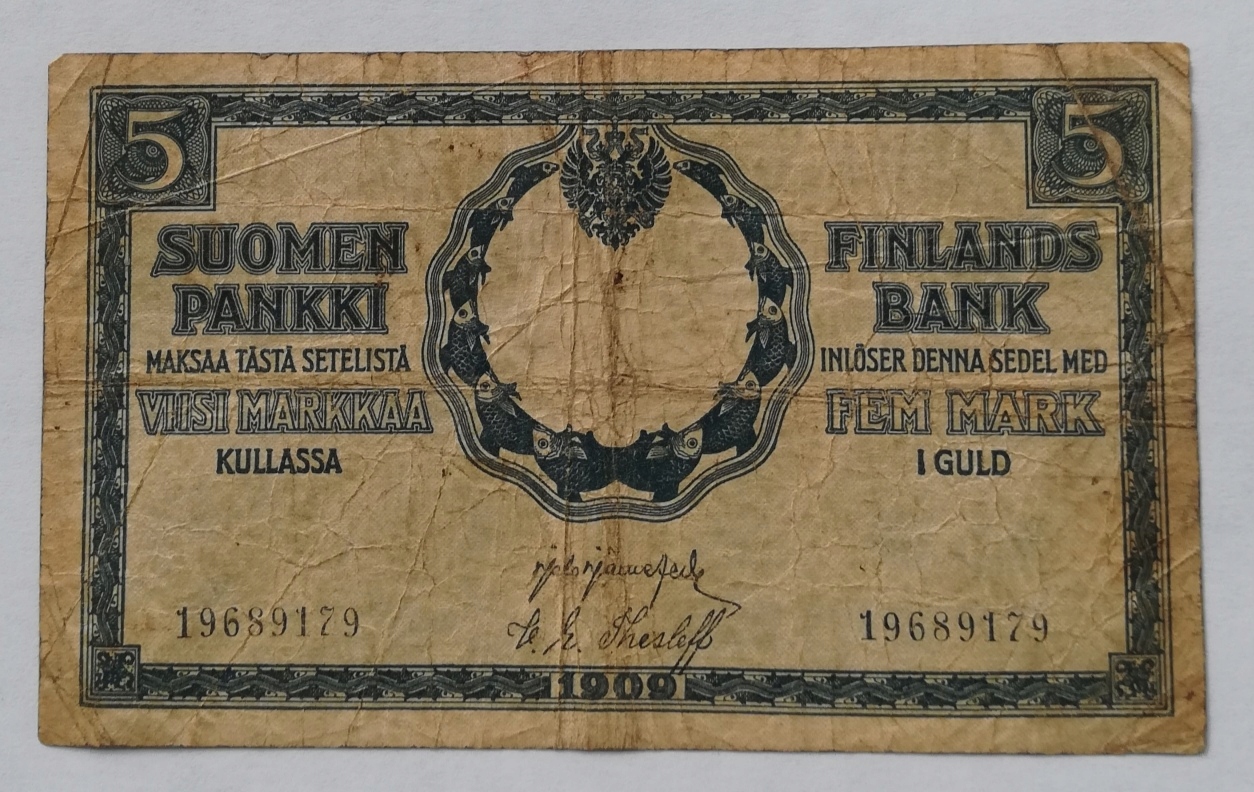 5
5
SUOMEN
PANKKI
MAKSAA TÄSTÄ SETELISTÄ
VIISI MARKKAA
KULLASSA
FINLANDS
BANK
INLÖSER DENNA SEDEL MED
FEM MARK
I GULD
Thesleff
19689179
19689179
1909